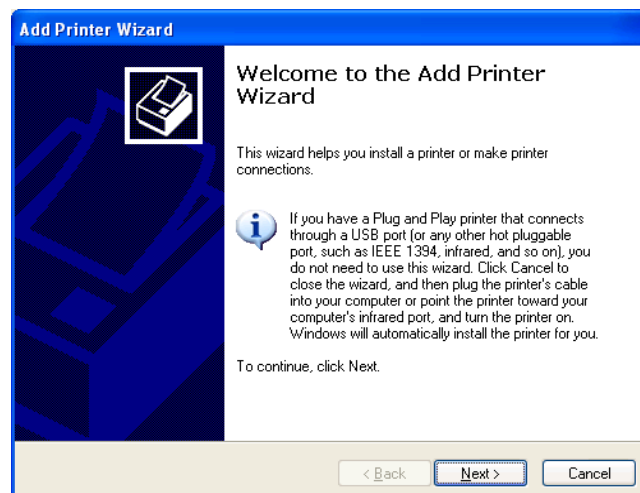 Add Printer Wizard
Welcome to the Add Printer
Wizard
This wizard helps you install a printer or make printer
connections.
If you have a Plug and Play printer that connects
through a USB port (or any other hot pluggable
port, such as IEEE 1394, infrared, and so on), you
do not need to use this wizard. Click Cancel to
close the wizard, and then plug the printer's cable
into your computer or point the printer toward your
computer's infrared port, and turn the printer on.
Windows will automatically install the printer for you.
To continue, click Next.
< Back Next > Cancel